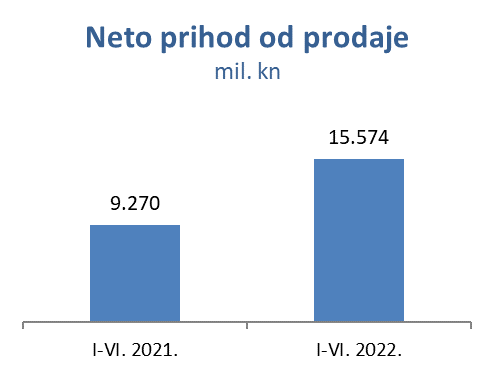 Neto prihod od prodaje
mil. kn
15.574
9.270
I-VI. 2021.
I-VI. 2022.